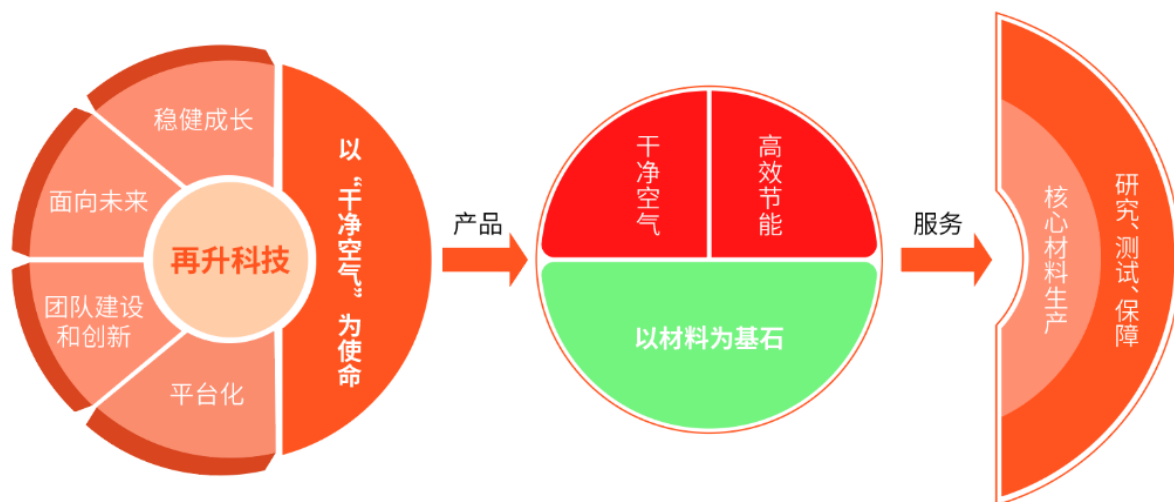 稳健成长
面向未来
再升科技
团队建设
和创新
平台化
以“干净空气”为使命
产品
干净空气
高效节能
以材料为基石
服务
核心材料生产
研究、测试、保障